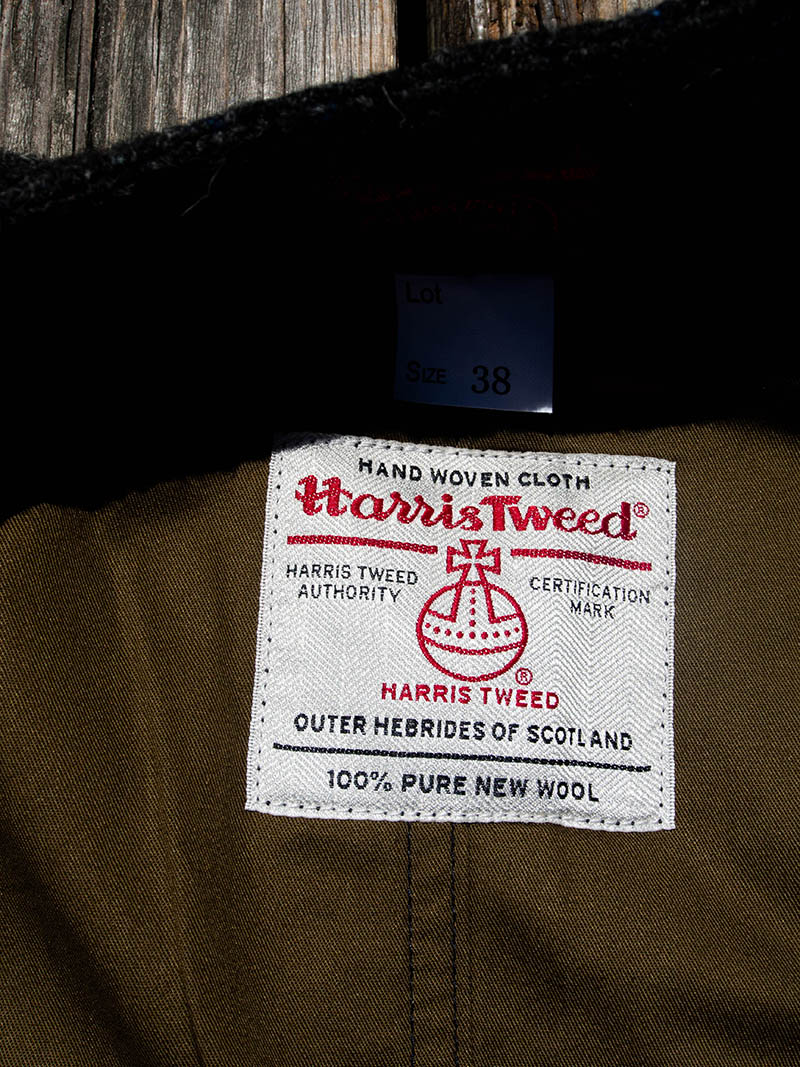 Lot
SIZE 38
HAND WOVEN CLOTH
Harris Tweed®
HARRIS TWEED
AUTHORITY
CERTIFICATION
MARK
®
HARRIS TWEED
OUTER HEBRIDES OF SCOTLAND
100% PURE NEW WOOL